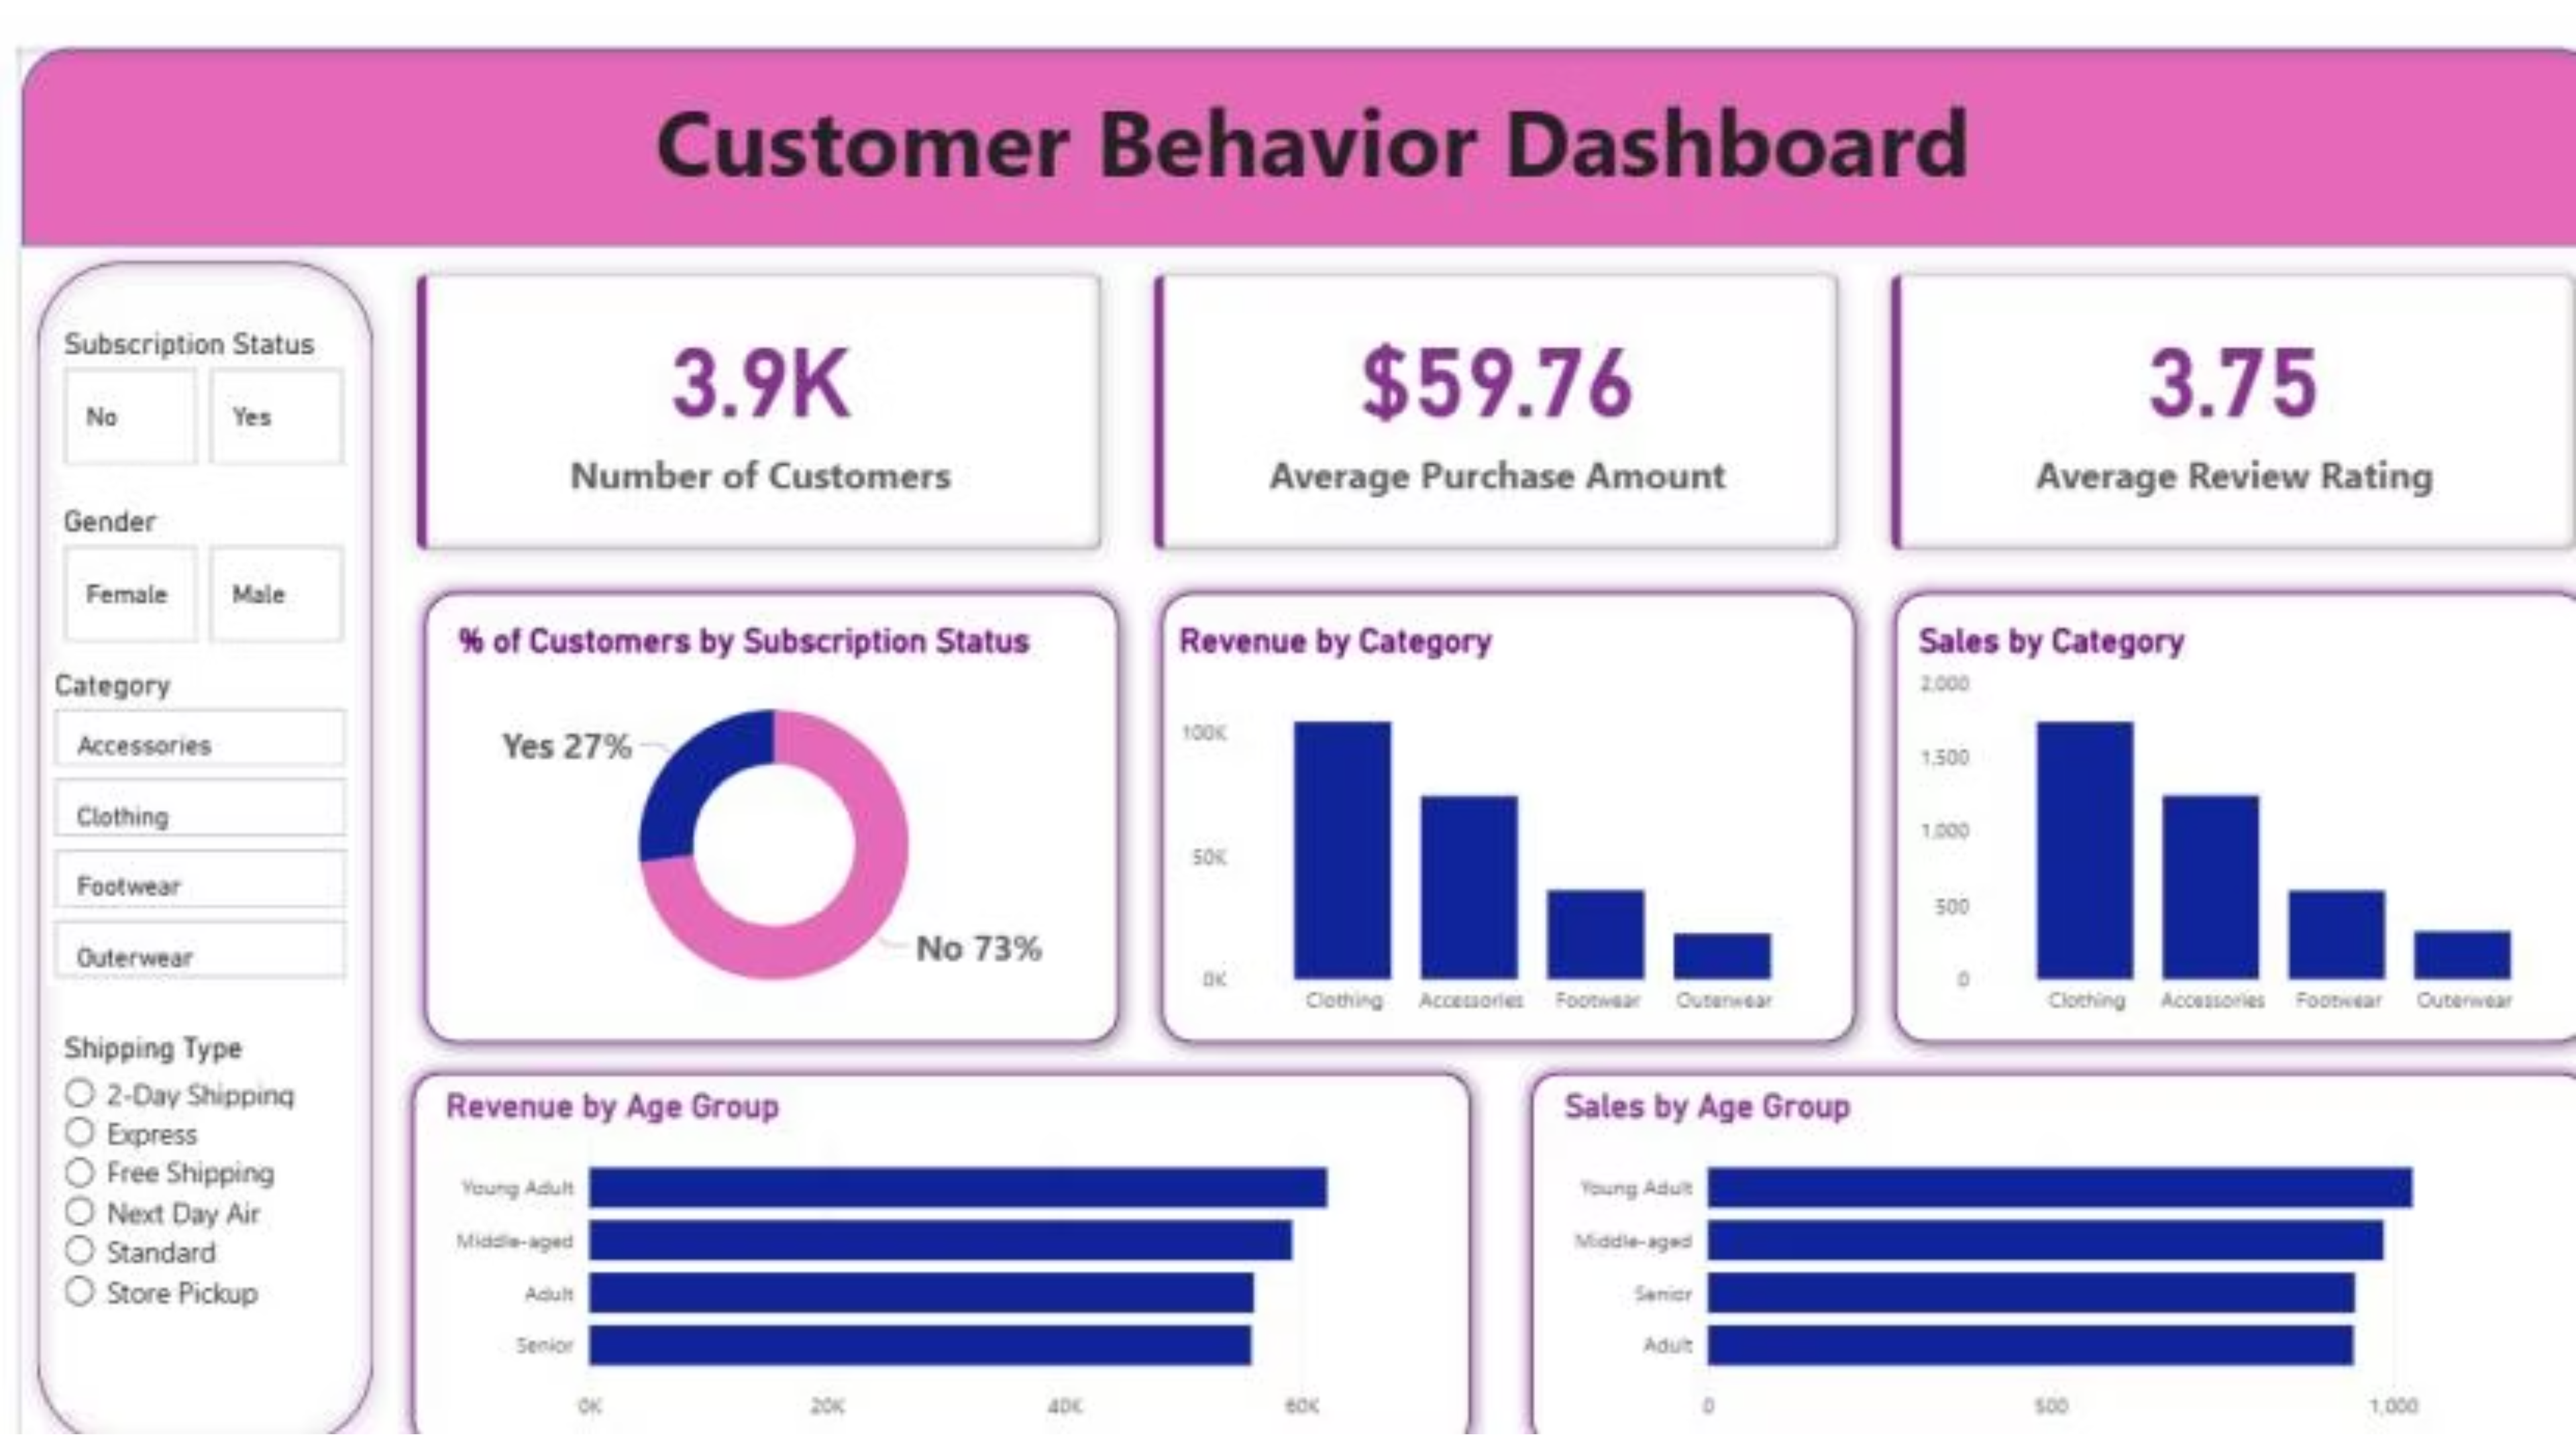 Customer Behavior Dashboard
Subscription Status
No
Yes
Gender
Female
Male
Category
Accessories
Clothing
Footwear
Outerwear
Shipping Type
2-Day Shipping
Express
Free Shipping
Next Day Air
Standard
Store Pickup
3.9K
Number of Customers
$59.76
Average Purchase Amount
3.75
Average Review Rating
% of Customers by Subscription Status
Yes 27%
No 73%
Revenue by Category
100K
50K
0K
Clothing Accessories Footwear Outerwear
Sales by Category
2,000
1,500
1,000
500
0
Clothing Accessories Footwear Outerwear
Revenue by Age Group
Young Adult
Middle-aged
Adult
Senior
0K 20K 40K 60K
Sales by Age Group
Young Adult
Middle-aged
Senior
Adult
0 500 1,000